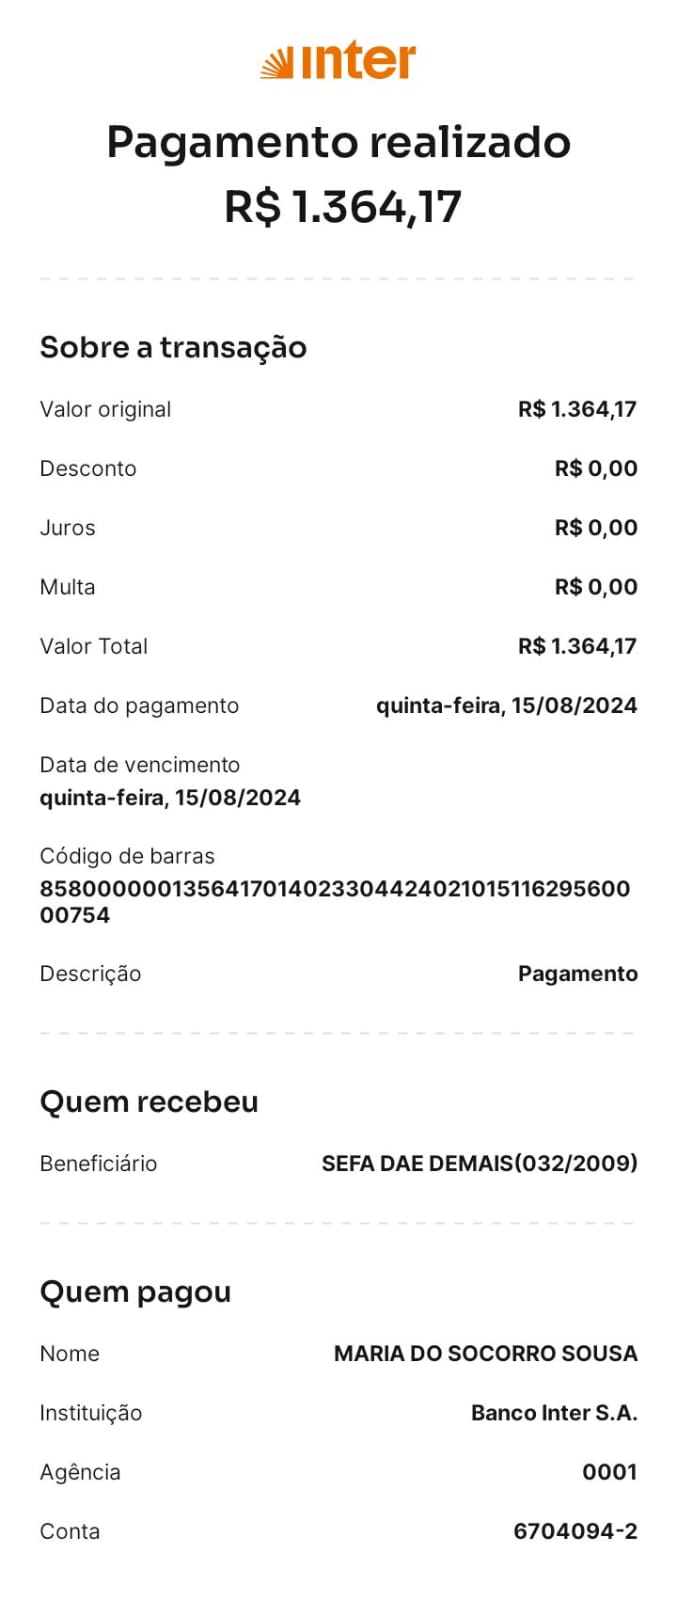 inter
Pagamento realizado
R$ 1.364,17
Sobre a transação
Valor original R$ 1.364,17
Desconto R$ 0,00
Juros R$ 0,00
Multa R$ 0,00
Valor Total R$ 1.364,17
Data do pagamento quinta-feira, 15/08/2024
Data de vencimento
quinta-feira, 15/08/2024
Código de barras
8580000001356417014023304424021015116295600
00754
Descrição Pagamento
Quem recebeu
Beneficiário SEFA DAE DEMAIS(032/2009)
Quem pagou
Nome MARIA DO SOCORRO SOUSA
Instituição Banco Inter S.A.
Agência 0001
Conta 6704094-2